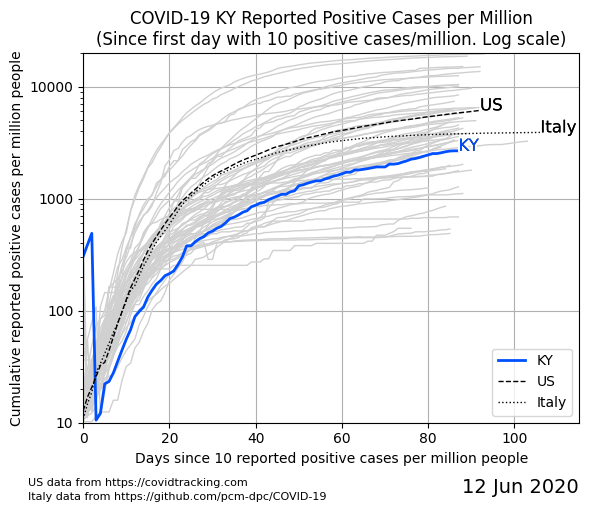 COVID-19 KY Reported Positive Cases per Million
(Since first day with 10 positive cases/million. Log scale)
Cumulative reported positive cases per million people
10000
1000
100
10
US
Italy
KY
KY
US
Italy
0 20 40 60 80 100
Days since 10 reported positive cases per million people
US data from https://covidtracking.com
Italy data from https://github.com/pcm-dpc/COVID-19
12 Jun 2020